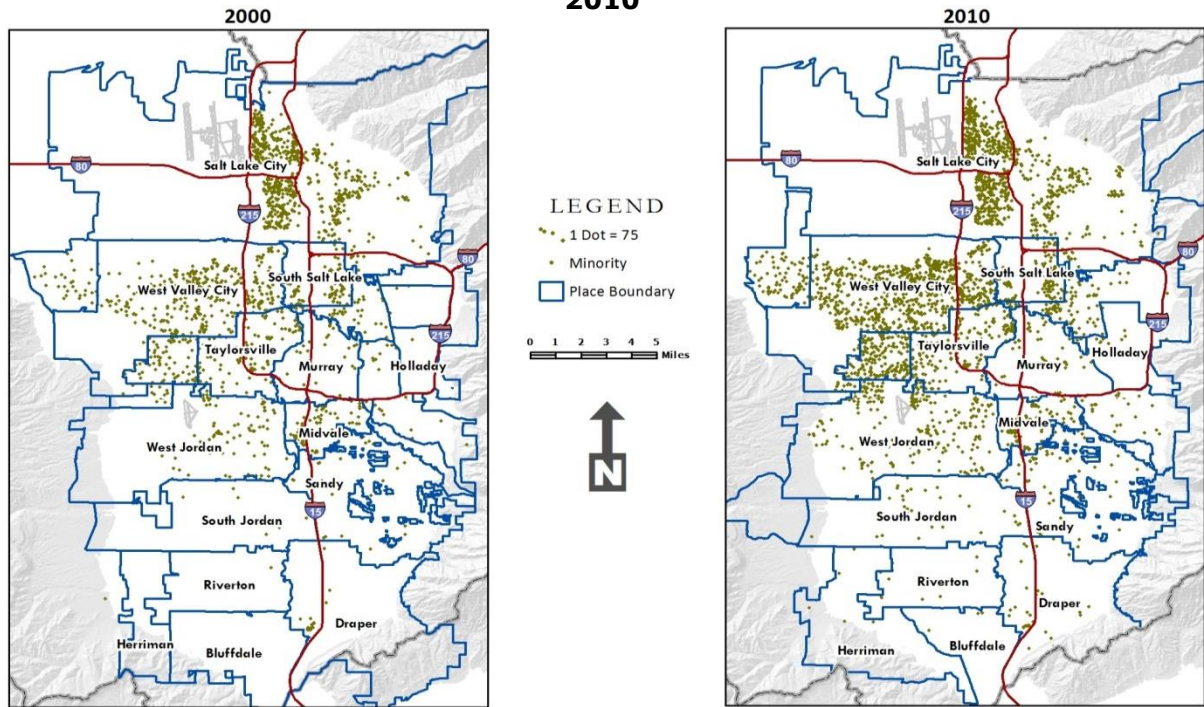 2010
2000
80
Salt Lake City
215
80
South Salt Lake
West Valley City
Taylorsville
215
Murray
Holladay
Midvale
West Jordan
Sandy
15
South Jordan
Riverton
Draper
Herriman
Bluffdale
LEGEND
1 Dot = 75
Minority
Place Boundary
0 1 2 3 4 5
Miles
N
2010
80
Salt Lake City
215
80
South Salt Lake
West Valley City
215
Taylorsville
Murray
Holladay
Midvale
West Jordan
15
South Jordan
Sandy
Riverton
Draper
Bluffdale
Herriman